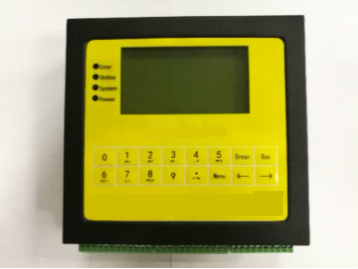 Error
Online
System
Power
0 1 2 3 4 5 Enter Esc
6 7 8 9 Menu ← →